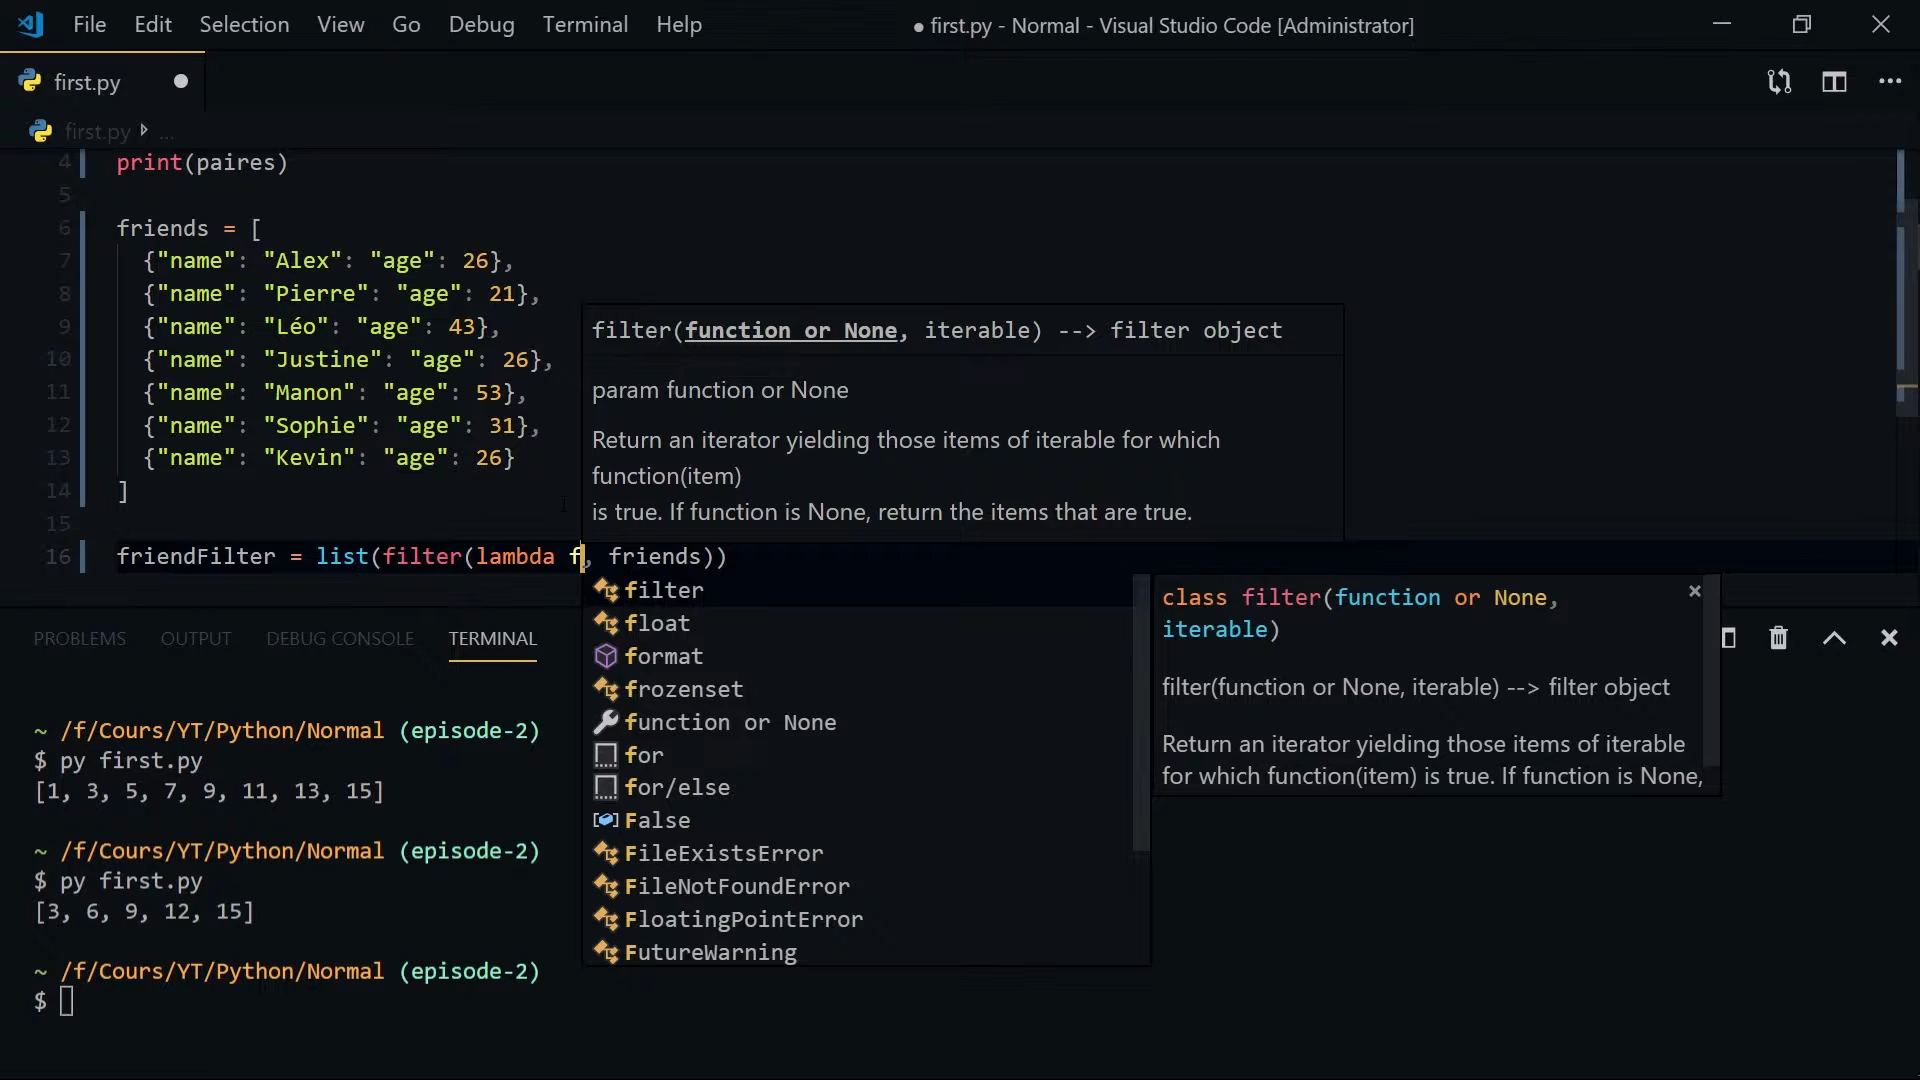 File Edit Selection View Go Debug Terminal Help
● first.py - Normal - Visual Studio Code [Administrator]
first.py
first.py ...
4 print(paires)
5
6 friends = [
7 {"name": "Alex": "age": 26},
8 {"name": "Pierre": "age": 21},
9 {"name": "Léo": "age": 43},
10 {"name": "Justine": "age": 26},
11 {"name": "Manon": "age": 53},
12 {"name": "Sophie": "age": 31},
13 {"name": "Kevin": "age": 26}
14 ]
15
16 friendFilter = list(filter(lambda f, friends))
filter(function or None, iterable) --> filter object
param function or None
Return an iterator yielding those items of iterable for which
function(item)
is true. If function is None, return the items that are true.
filter
float
format
frozenset
function or None
for
for/else
False
FileExistsError
FileNotFoundError
FloatingPointError
FutureWarning
class filter(function or None,
iterable)
filter(function or None, iterable) --> filter object
Return an iterator yielding those items of iterable
for which function(item) is true. If function is None,
PROBLEMS OUTPUT DEBUG CONSOLE TERMINAL
~ /f/Cours/YT/Python/Normal (episode-2)
$ py first.py
[1, 3, 5, 7, 9, 11, 13, 15]
~ /f/Cours/YT/Python/Normal (episode-2)
$ py first.py
[3, 6, 9, 12, 15]
~ /f/Cours/YT/Python/Normal (episode-2)
$